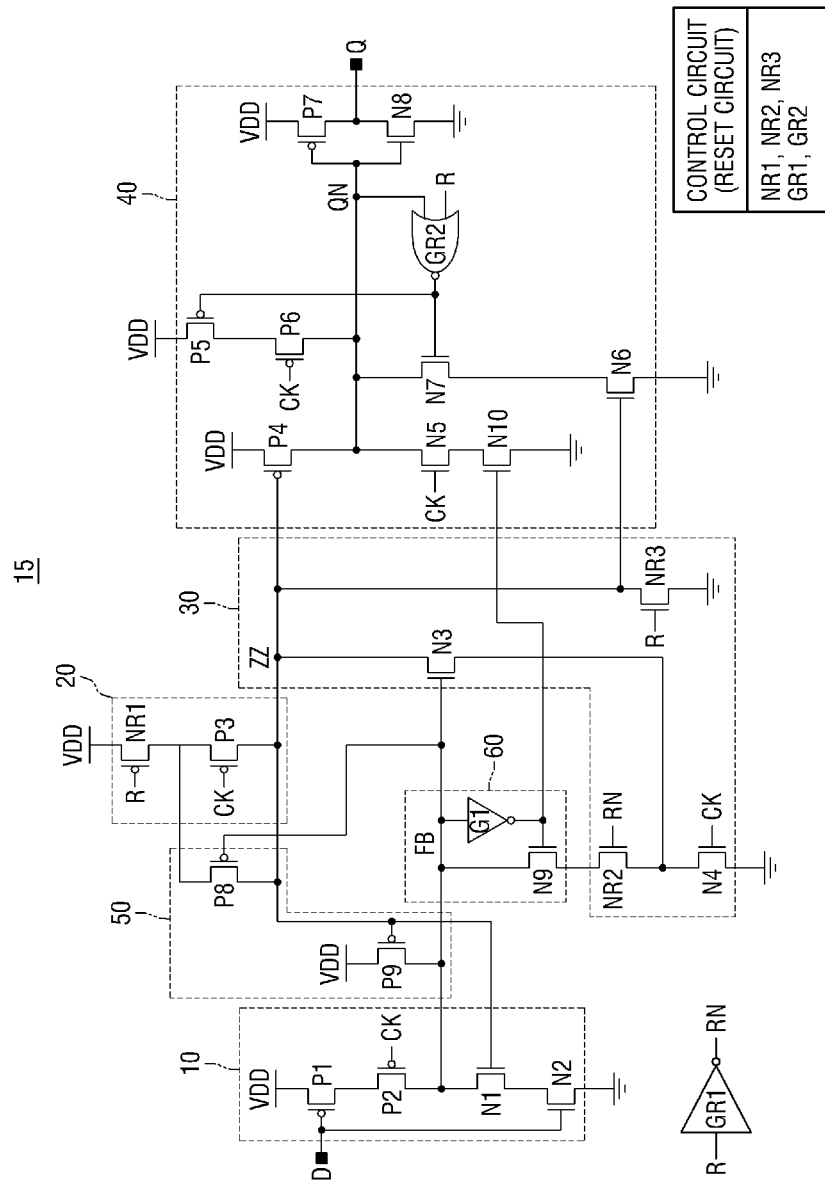 15
40
VDD
P7
Q
N8
QN
R
GR2
VDD
P5
P6
CK
N7
N6
VDD
P4
N5
CK
N10
30
ZZ
N3
R
NR3
20
VDD
NR1
R
P3
CK
60
FB
G1
N9
RN
NR2
CK
N4
50
P8
VDD
P9
10
VDD
P1
CK
P2
N1
N2
D
R
GR1
RN
CONTROL CIRCUIT
(RESET CIRCUIT)
NR1, NR2, NR3
GR1, GR2